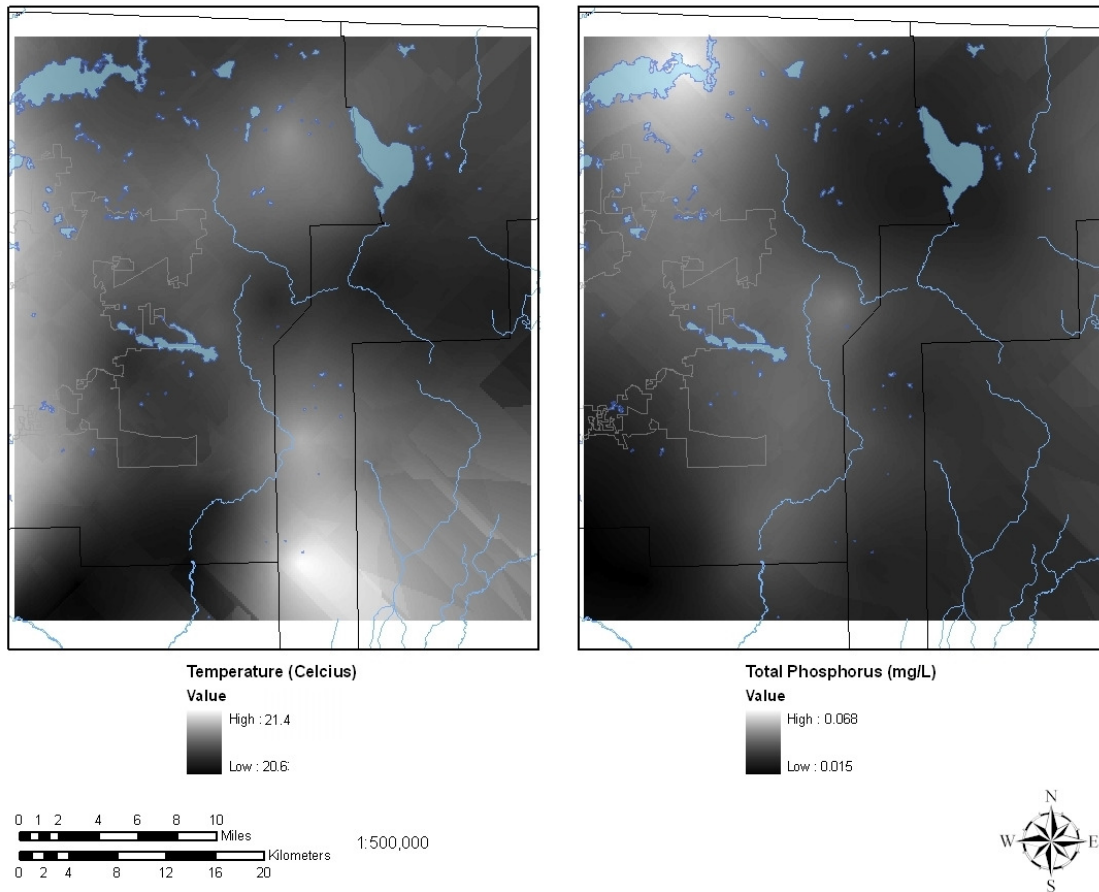 Temperature (Celcius)
Value
High : 21.4
Low : 20.6
Total Phosphorus (mg/L)
Value
High : 0.068
Low : 0.015
0 1 2 4 6 8 10
Miles
Kilometers
0 2 4 8 12 16 20
1:500,000
N
W E
S